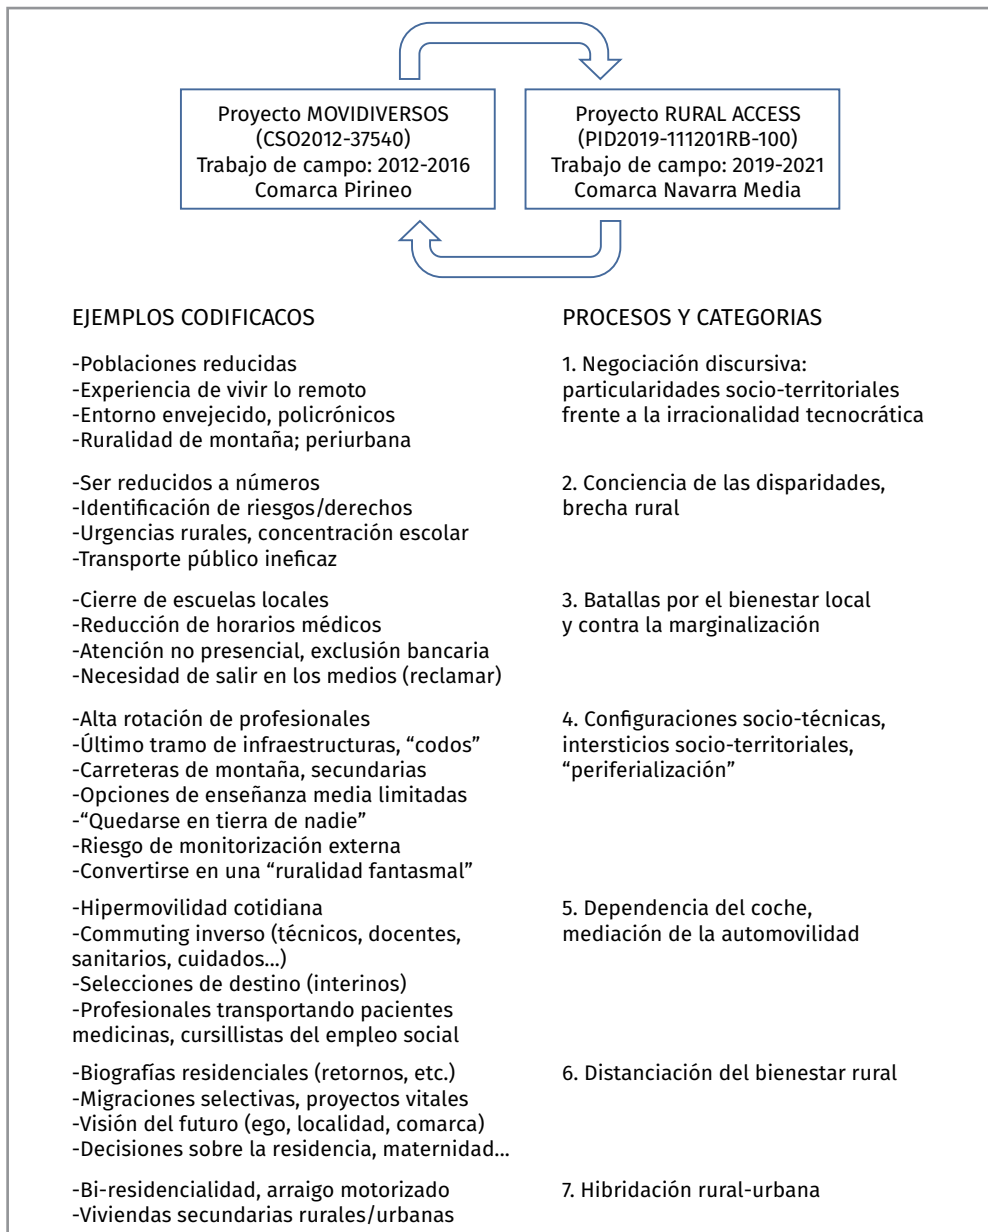 Proyecto MOVIDIVERSOS
(CSO2012-37540)
Trabajo de campo: 2012-2016
Comarca Pirineo
Proyecto RURAL ACCESS
(PID2019-111201RB-100)
Trabajo de campo: 2019-2021
Comarca Navarra Media
EJEMPLOS CODIFICACOS
PROCESOS Y CATEGORIAS
-Poblaciones reducidas
-Experiencia de vivir lo remoto
-Entorno envejecido, policrónicos
-Ruralidad de montaña; periurbana
1. Negociación discursiva:
particularidades socio-territoriales
frente a la irracionalidad tecnocrática
-Ser reducidos a números
-Identificación de riesgos/derechos
-Urgencias rurales, concentración escolar
-Transporte público ineficaz
2. Conciencia de las disparidades,
brecha rural
-Cierre de escuelas locales
-Reducción de horarios médicos
-Atención no presencial, exclusión bancaria
-Necesidad de salir en los medios (reclamar)
3. Batallas por el bienestar local
y contra la marginalización
-Alta rotación de profesionales
-Último tramo de infraestructuras, “codos”
-Carreteras de montaña, secundarias
-Opciones de enseñanza media limitadas
-“Quedarse en tierra de nadie”
-Riesgo de monitorización externa
-Convertirse en una “ruralidad fantasmal”
4. Configuraciones socio-técnicas,
intersticios socio-territoriales,
“periferialización”
-Hipermovilidad cotidiana
-Commuting inverso (técnicos, docentes,
sanitarios, cuidados...)
-Selecciones de destino (interinos)
-Profesionales transportando pacientes
medicinas, cursillistas del empleo social
5. Dependencia del coche,
mediación de la automovilidad
-Biografías residenciales (retornos, etc.)
-Migraciones selectivas, proyectos vitales
-Visión del futuro (ego, localidad, comarca)
-Decisiones sobre la residencia, maternidad...
6. Distanciación del bienestar rural
-Bi-residencialidad, arraigo motorizado
-Viviendas secundarias rurales/urbanas
7. Hibridación rural-urbana